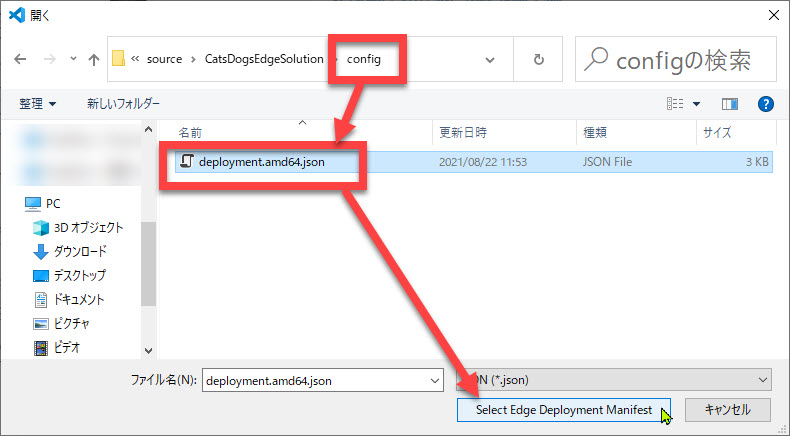 開く
« source › CatsDogsEdgeSolution › config
configの検索
整理 新しいフォルダー
名前 更新日時 種類 サイズ
deployment.amd64.json 2021/08/22 11:53 JSON File 3 KB
PC
3D オブジェクト
ダウンロード
デスクトップ
ドキュメント
ピクチャ
ビデオ
ファイル名(N): deployment.amd64.json (*.json)
Select Edge Deployment Manifest キャンセル